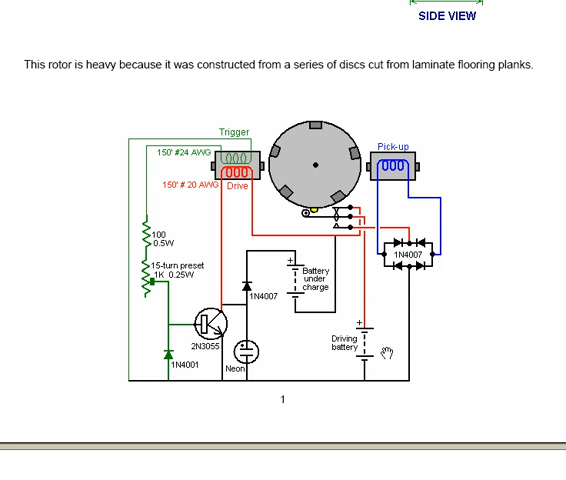 SIDE VIEW
This rotor is heavy because it was constructed from a series of discs cut from laminate flooring planks.
Trigger
150' #24 AWG
150' # 20 AWG
Drive
Pick-up
100
0.5W
15-turn preset
1K 0.25W
1N4007
+
Battery
under
charge
1N4007
2N3055
Neon
+
Driving
battery
1N4001
1